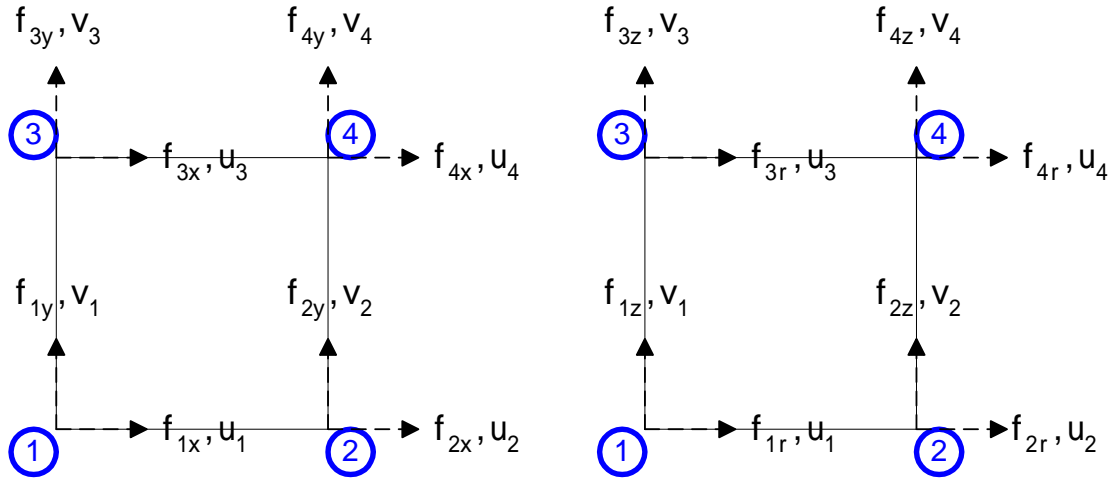 f3y, v3 f4y, v4 f3z, v3 f4z, v4
3 4 3 4
f3x, u3 f4x, u4 f3r, u3 f4r, u4
f1y, v1 f2y, v2 f1z, v1 f2z, v2
1 f1x, u1 2 f2x, u2 1 f1r, u1 2 f2r, u2